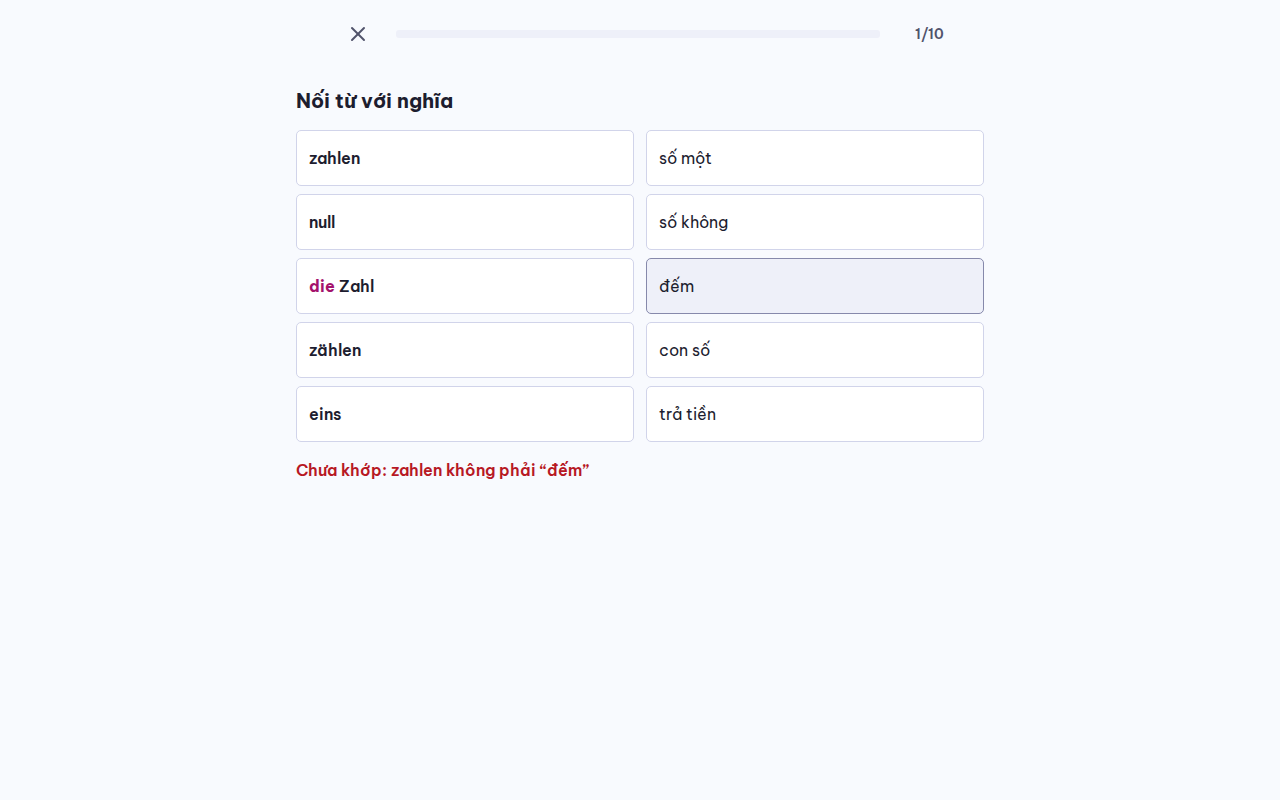 1/10
Nối từ với nghĩa
zahlen
số một
null
số không
die Zahl
đếm
zählen
con số
eins
trả tiền
Chưa khớp: zahlen không phải “đếm”